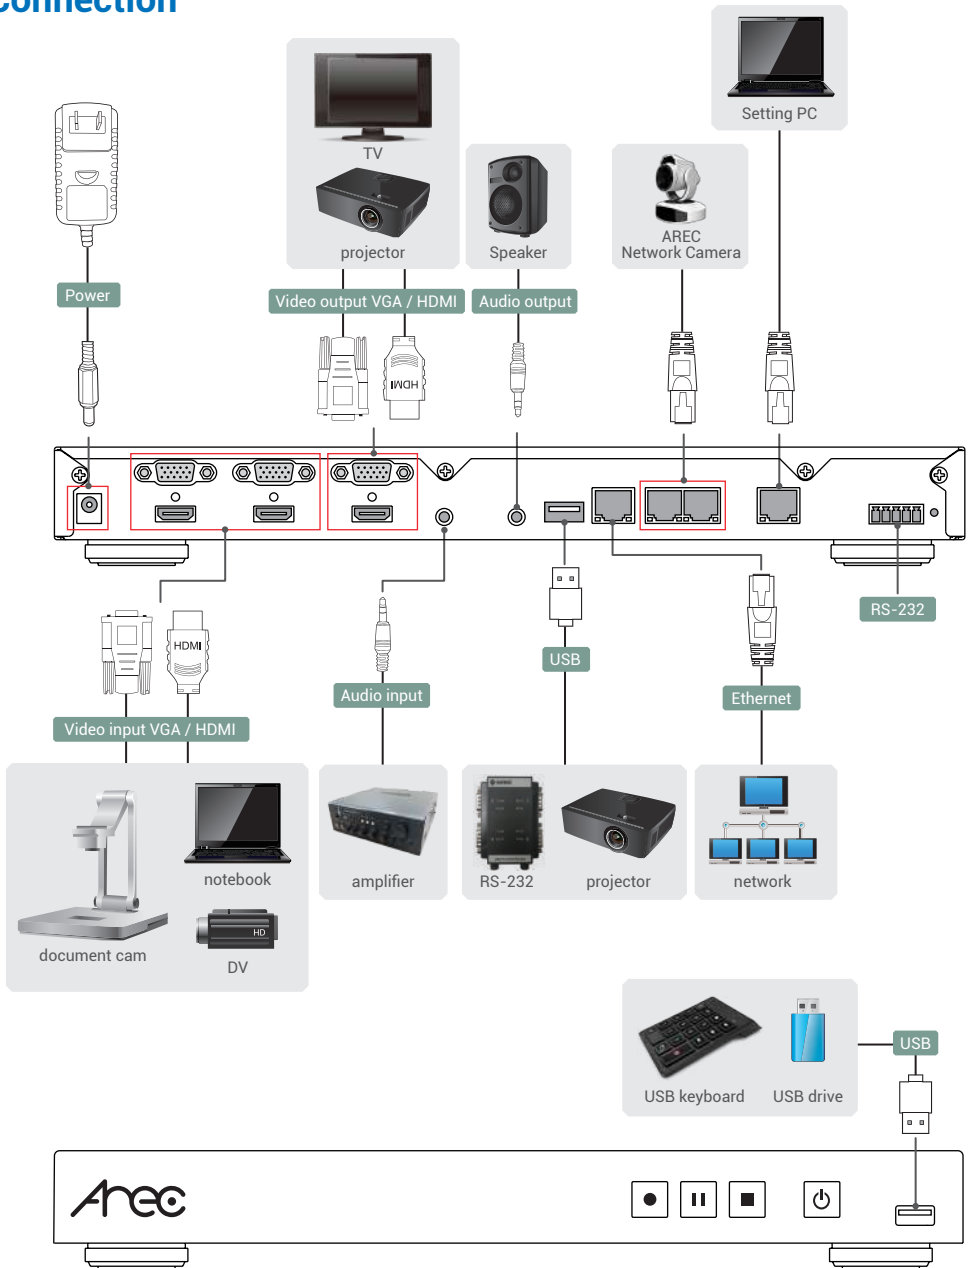 Connection
Setting PC
TV
projector
Speaker
AREC
Network Camera
Power
Video output VGA / HDMI
Audio output
HDMI
RS-232
HDMI
USB
Audio input
Ethernet
Video input VGA / HDMI
notebook
amplifier
RS-232
projector
network
HD
document cam
DV
USB
USB keyboard
USB drive
Arec